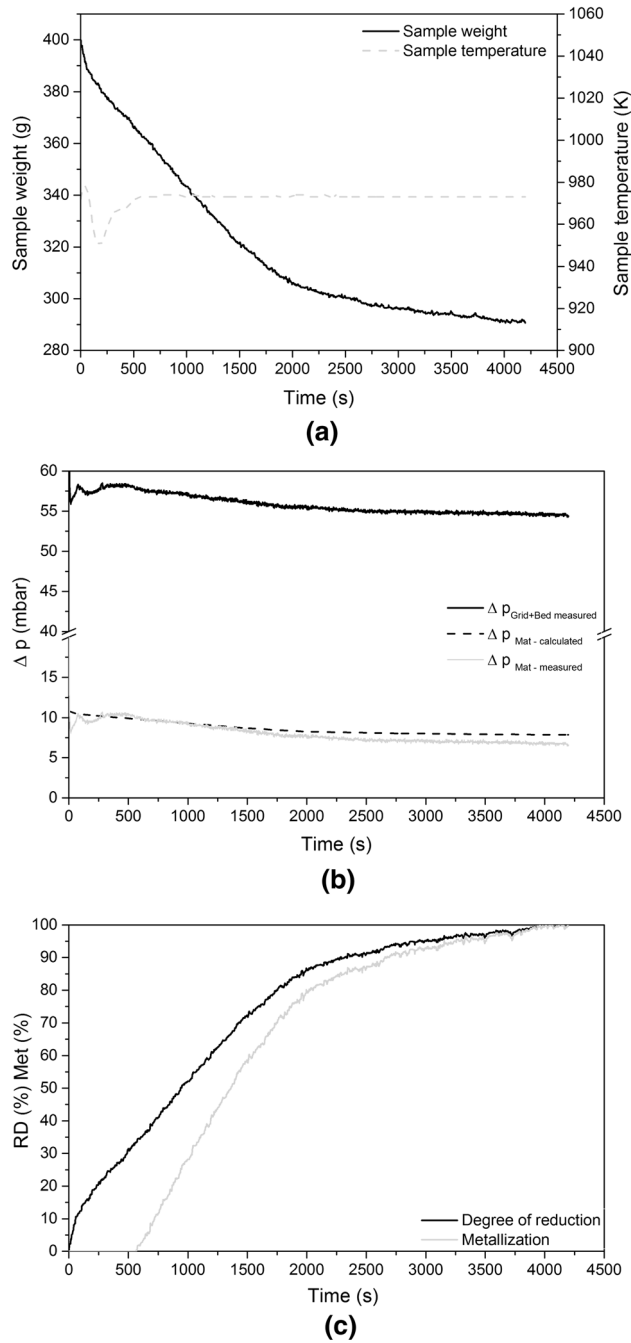 Sample weight
Sample temperature
Sample weight (g)
400
380
360
340
320
300
280
1060
1040
1020
1000
980
960
940
920
900
Sample temperature (K)
0 500 1000 1500 2000 2500 3000 3500 4000 4500
Time (s)
(a)
Δ p (mbar)
60
55
50
45
40
15
10
5
0
Δ p Grid+Bed measured
Δ p Mat - calculated
Δ p Mat - measured
0 500 1000 1500 2000 2500 3000 3500 4000 4500
Time (s)
(b)
RD (%) Met (%)
100
90
80
70
60
50
40
30
20
10
0
Degree of reduction
Metallization
0 500 1000 1500 2000 2500 3000 3500 4000 4500
Time (s)
(c)